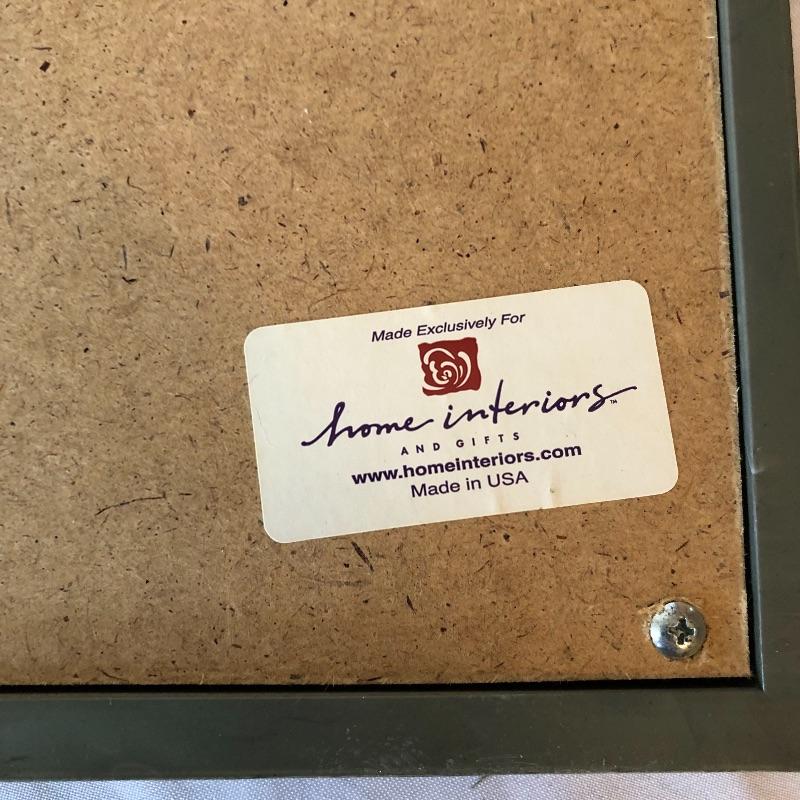 Made Exclusively For
home interiors™
AND GIFTS
www.homeinteriors.com
Made in USA